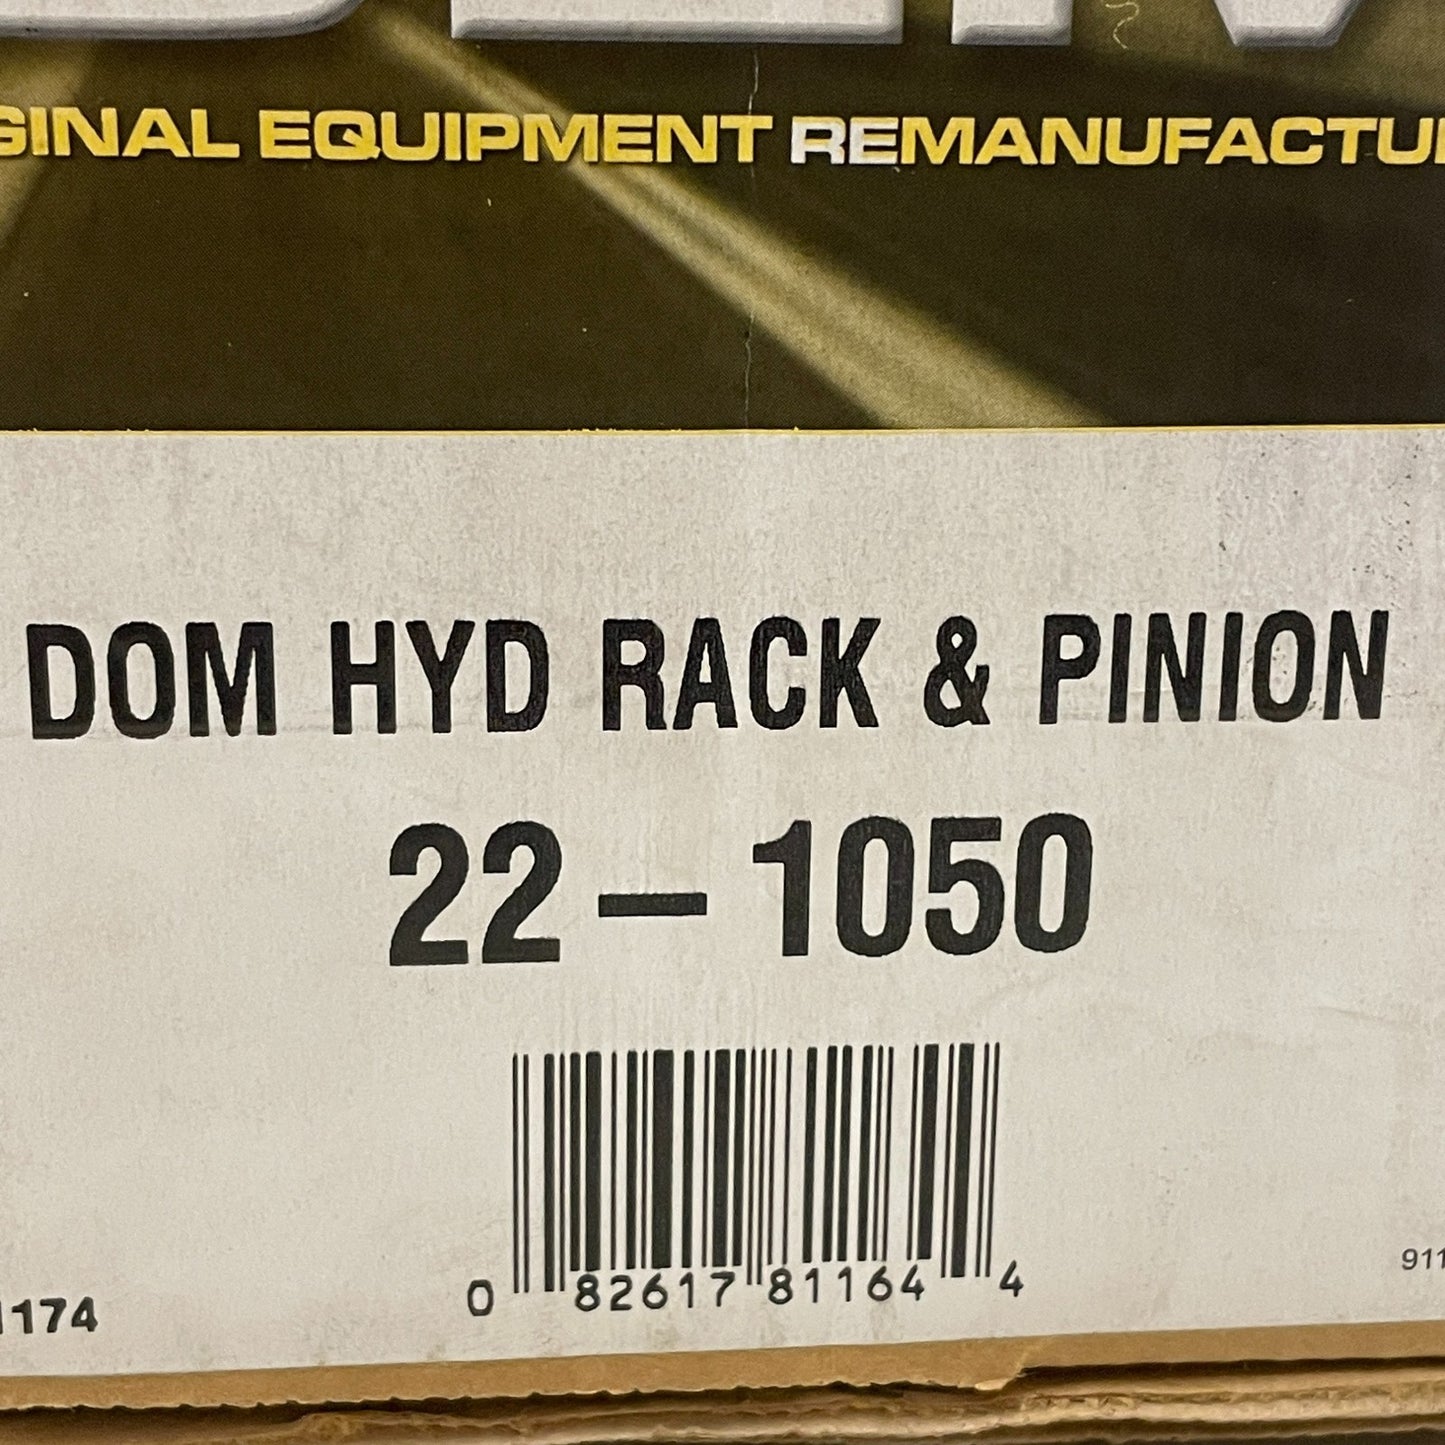 GINAL EQUIPMENT REMANUFACTU
DOM HYD RACK & PINION
22-1050
0 82617 81164 4
1174
911